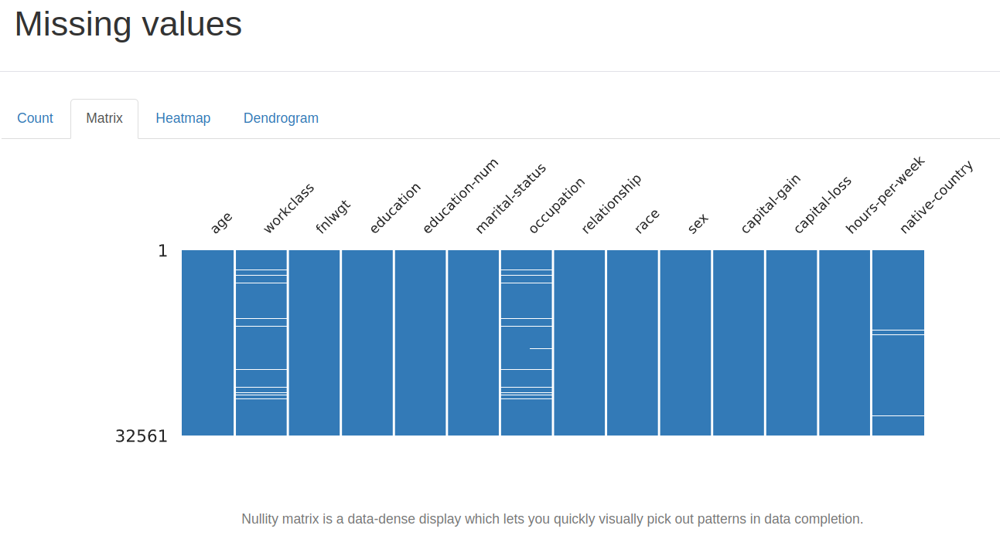 Missing values
Count Matrix Heatmap Dendrogram
age workclass fnlwgt education education-num marital-status occupation relationship race sex capital-gain capital-loss hours-per-week native-country
1
32561
Nullity matrix is a data-dense display which lets you quickly visually pick out patterns in data completion.